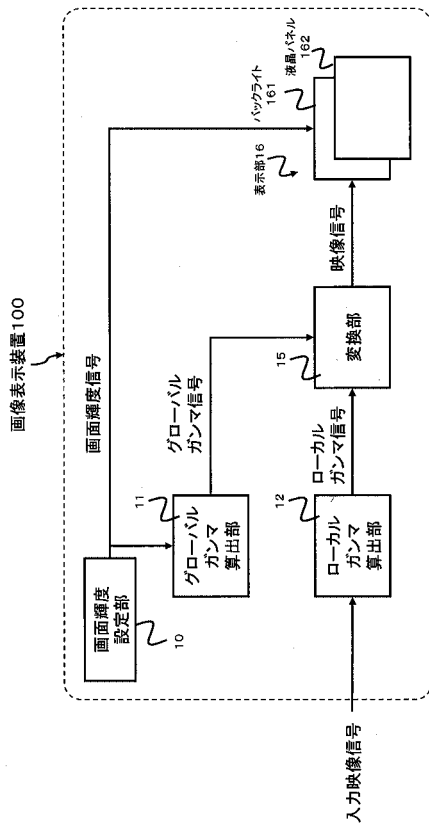 画像表示装置100
画面輝度
設定部
10
画面輝度信号
11
グローバル
ガンマ
算出部
グローバル
ガンマ信号
入力映像信号
12
ローカル
ガンマ
算出部
ローカル
ガンマ信号
15
変換部
映像信号
表示部16
バックライト
161
液晶パネル
162